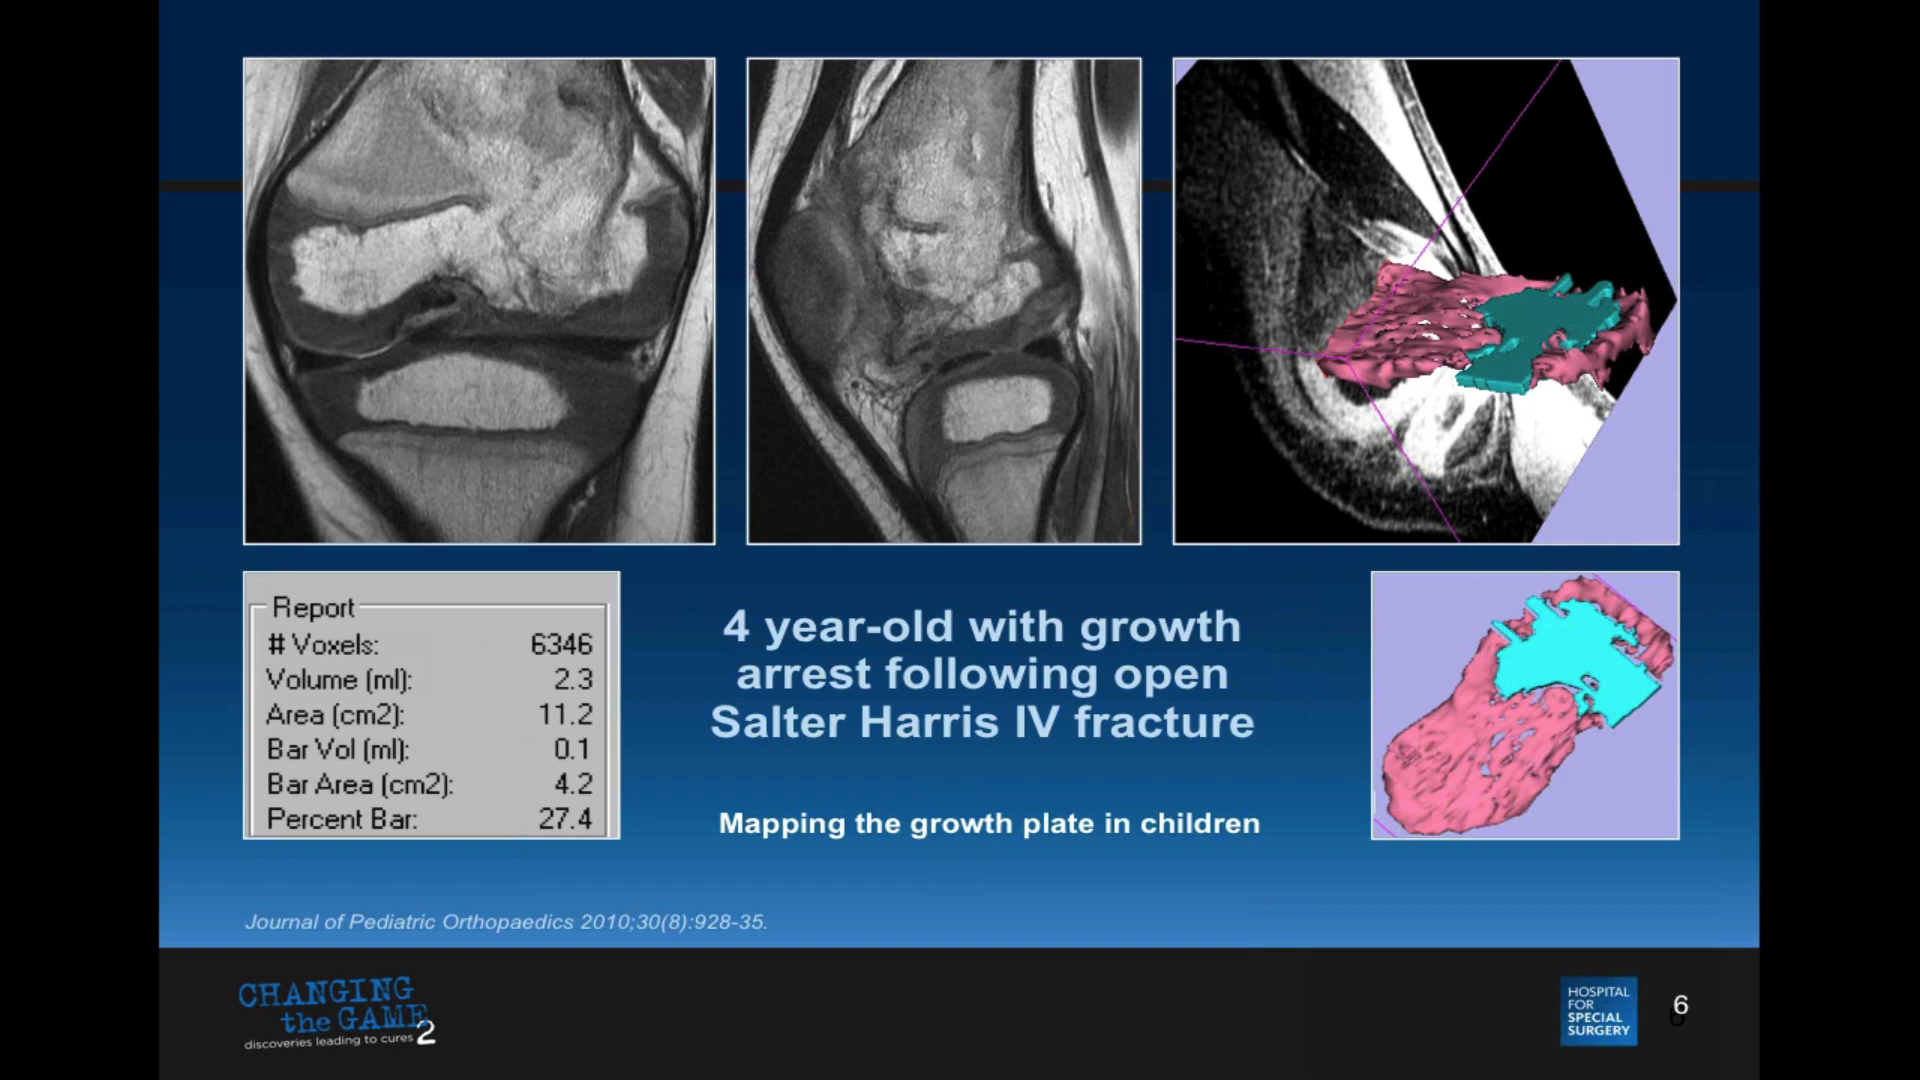 Report
# Voxels: 6346
Volume (ml): 2.3
Area (cm2): 11.2
Bar Vol (ml): 0.1
Bar Area (cm2): 4.2
Percent Bar: 27.4
4 year-old with growth
arrest following open
Salter Harris IV fracture
Mapping the growth plate in children
Journal of Pediatric Orthopaedics 2010;30(8):928-35.
CHANGING
the GAME
2
discoveries leading to cures
HOSPITAL
FOR
SPECIAL
SURGERY
6